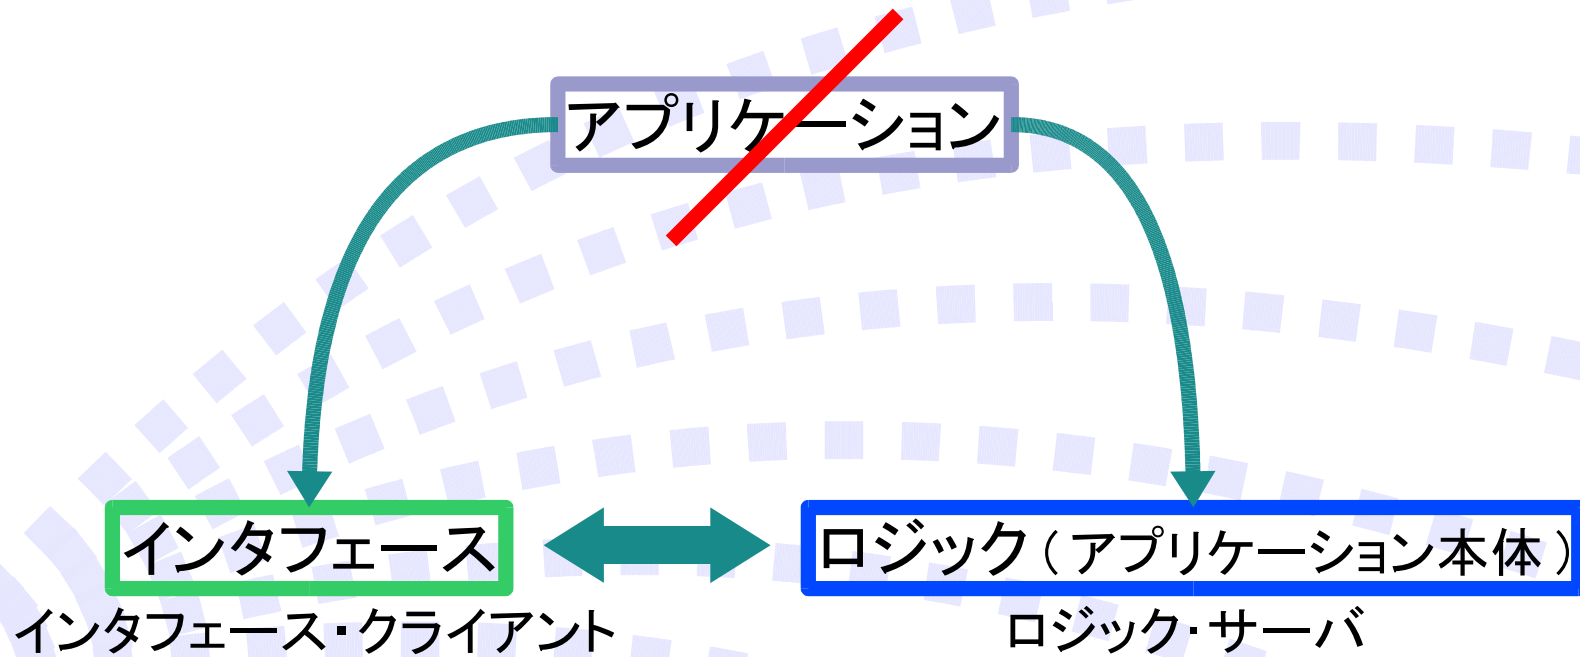 アプリケーション
インタフェース
ロジック（アプリケーション本体）
インタフェース・クライアント
ロジック・サーバ